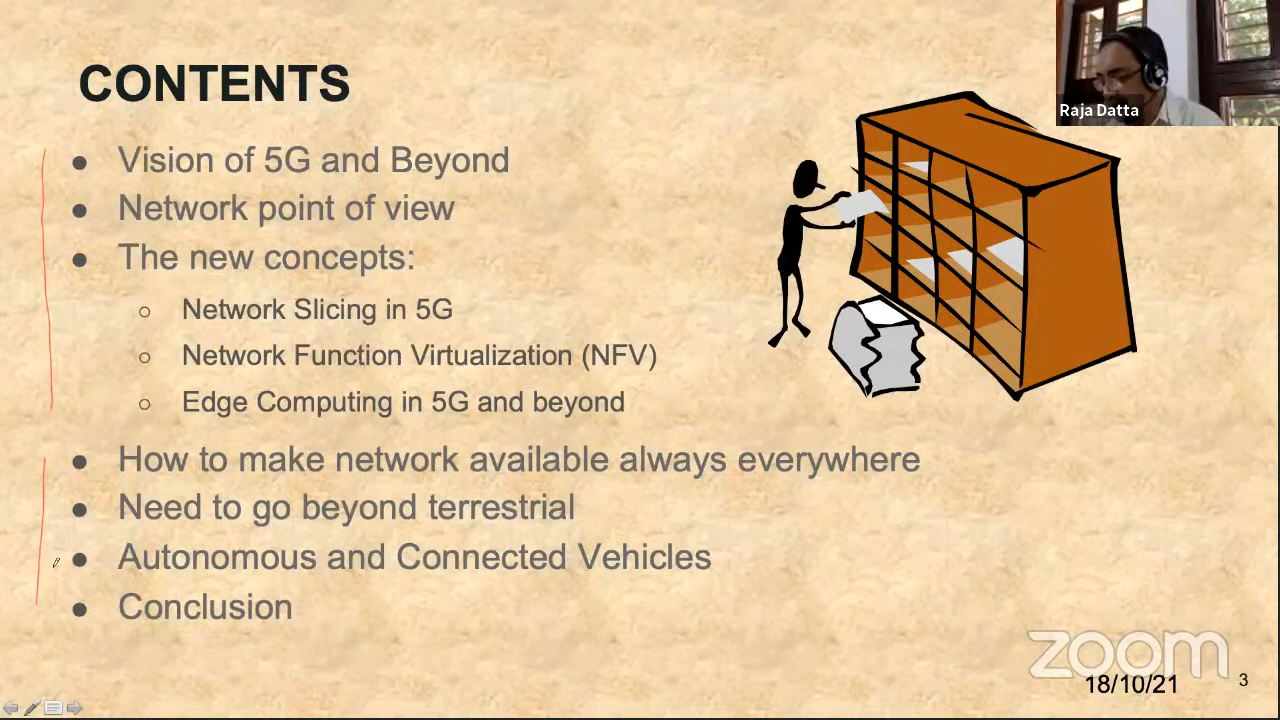 CONTENTS
Raja Datta
● Vision of 5G and Beyond
● Network point of view
● The new concepts:
○ Network Slicing in 5G
○ Network Function Virtualization (NFV)
○ Edge Computing in 5G and beyond
● How to make network available always everywhere
● Need to go beyond terrestrial
● Autonomous and Connected Vehicles
● Conclusion
zoom
18/10/21
3